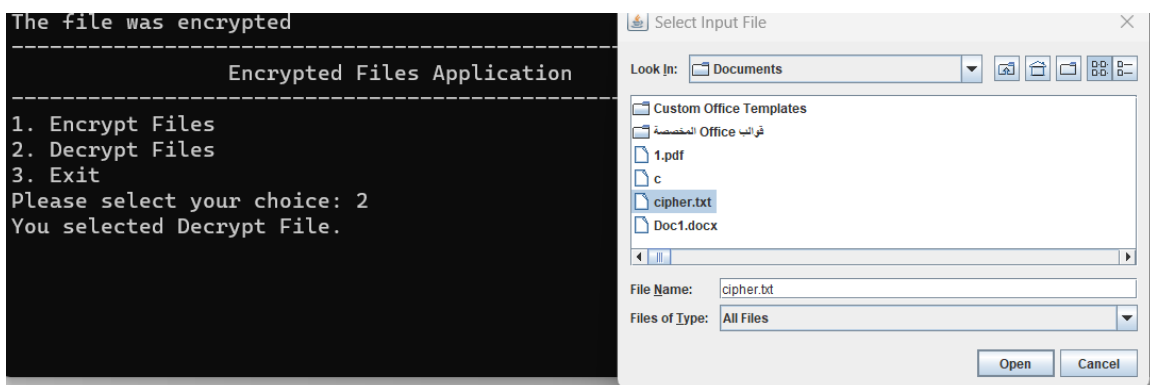 The file was encrypted
Encrypted Files Application
1. Encrypt Files
2. Decrypt Files
3. Exit
Please select your choice: 2
You selected Decrypt File.
Select Input File
Look In: Documents
Custom Office Templates
قوالب Office المخصصة
1.pdf
c
cipher.txt
Doc1.docx
File Name: cipher.txt
Files of Type: All Files
Open Cancel